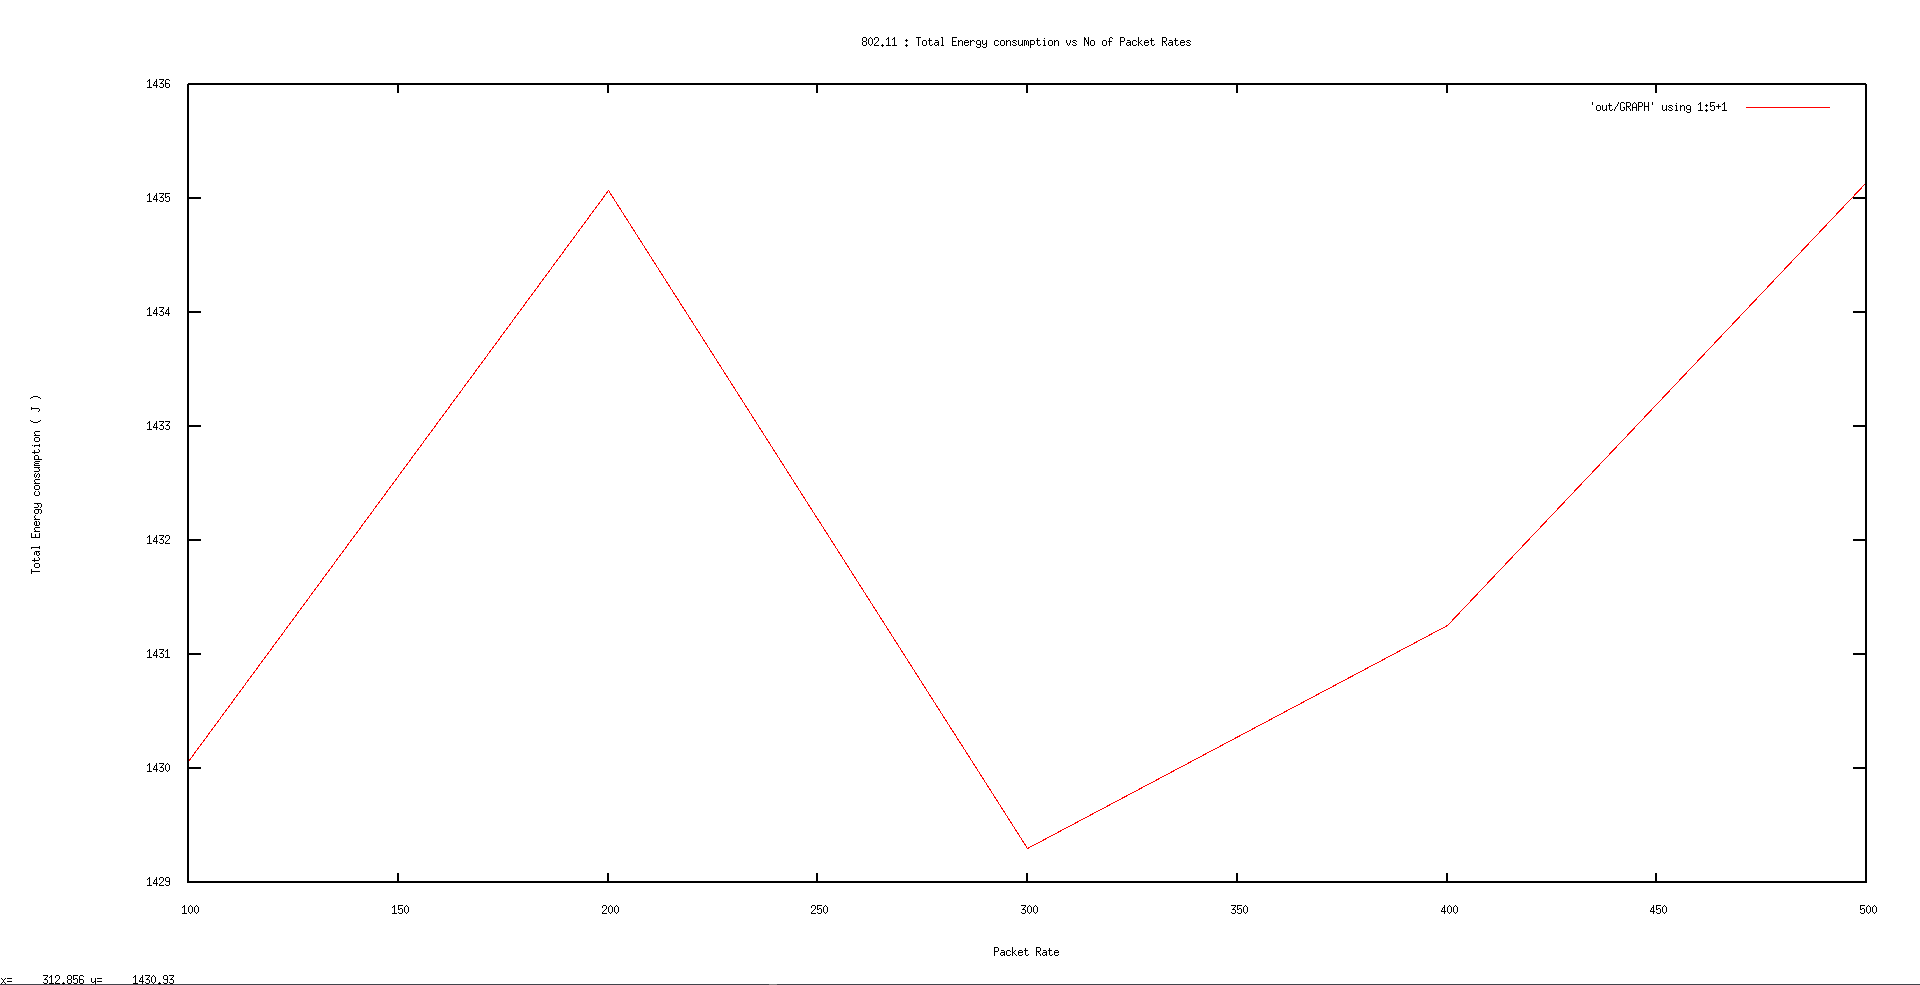 802.11 : Total Energy consumption vs No of Packet Rates
'out/GRAPH' using 1:5+1
1436
1435
1434
1433
1432
1431
1430
1429
Total Energy consumption ( J )
100 150 200 250 300 350 400 450 500
Packet Rate
x= 312.856 y= 1430.93